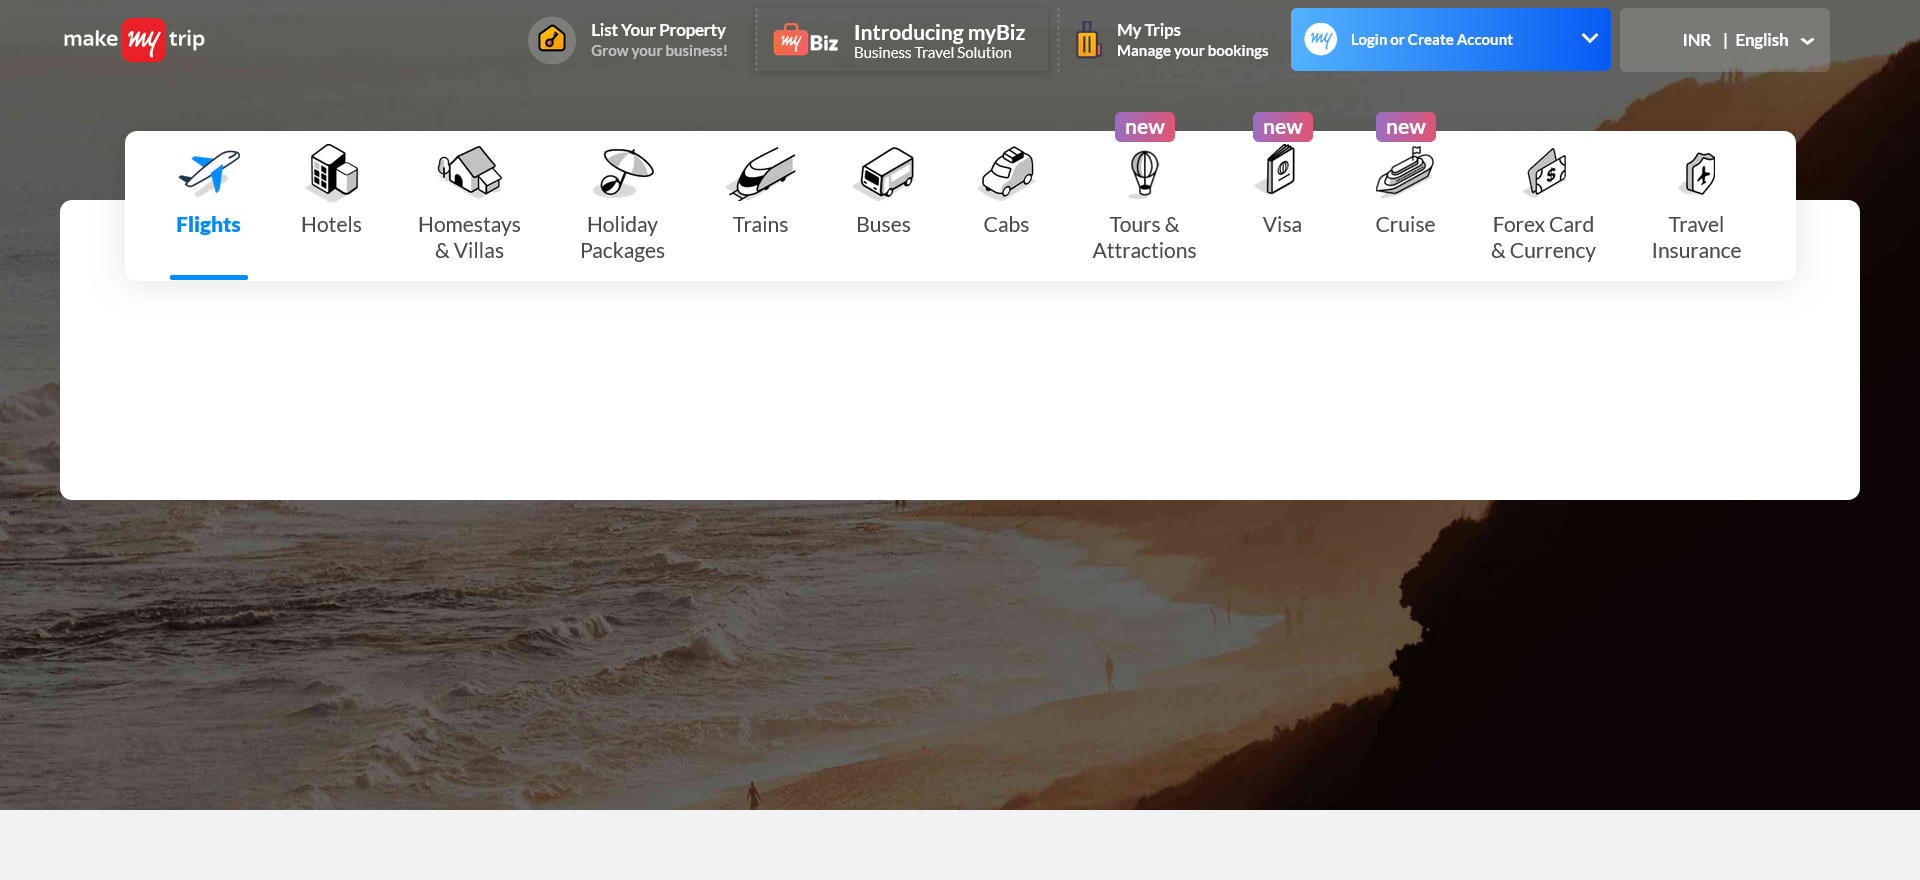 make my trip
List Your Property
Grow your business!
my Biz
Introducing myBiz
Business Travel Solution
My Trips
Manage your bookings
my
Login or Create Account
INR | English
new
new
new
Flights
Hotels
Homestays
& Villas
Holiday
Packages
Trains
Buses
Cabs
Tours &
Attractions
Visa
Cruise
Forex Card
& Currency
Travel
Insurance